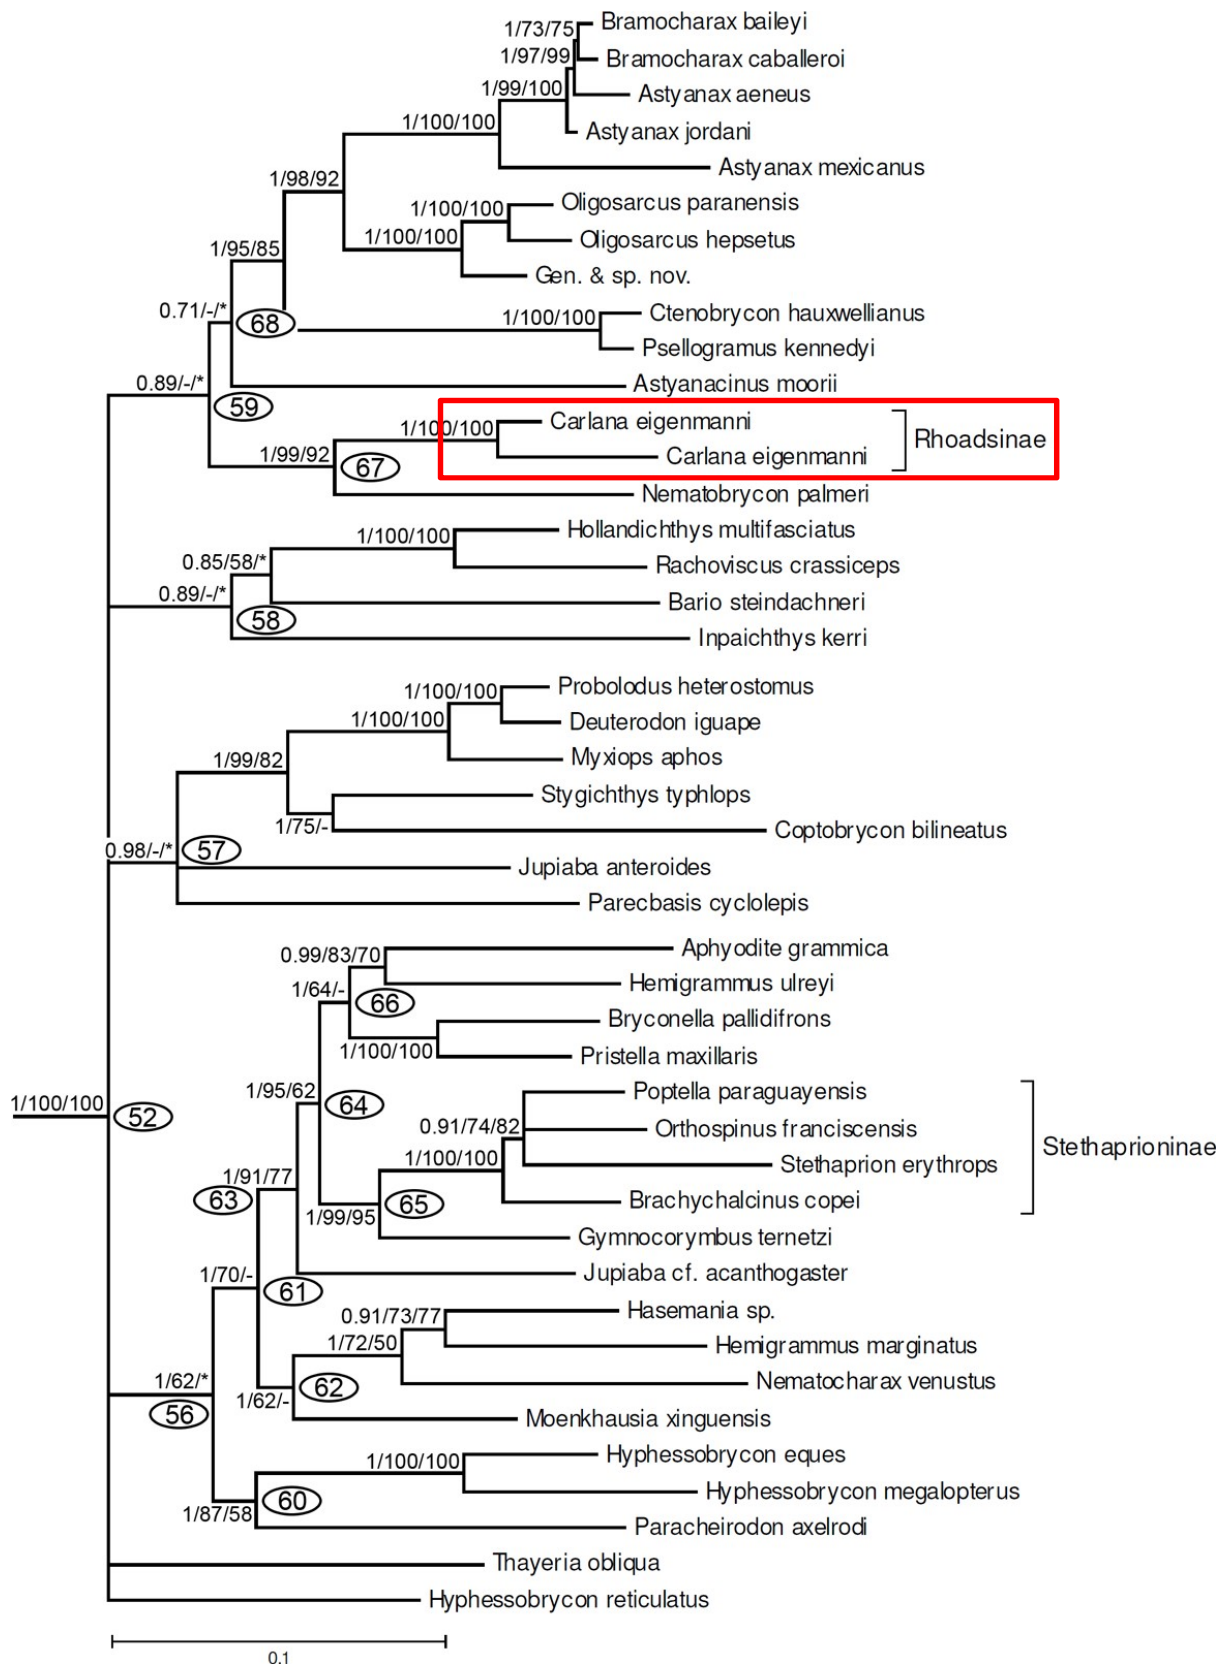 1/73/75
Bramocharax baileyi
1/97/99
Bramocharax caballeroi
1/99/100
Astyanax aeneus
1/100/100
Astyanax jordani
Astyanax mexicanus
1/98/92
1/100/100
Oligosarcus paranensis
1/95/85
1/100/100
Oligosarcus hepsetus
Gen. & sp. nov.
0.71/-/*
68
1/100/100
Ctenobrycon hauxwellianus
Psellogramus kennedyi
0.89/-/*
Astyanacinus moorii
59
1/100/100
Carlana eigenmanni
Rhoadsinae
1/99/92
67
Carlana eigenmanni
Nematobrycon palmeri
1/100/100
Hollandichthys multifasciatus
0.85/58/*
Rachoviscus crassiceps
0.89/-/*
58
Bario steindachneri
Inpaichthys kerri
1/100/100
Probolodus heterostomus
1/100/100
Deuterodon iguape
1/99/82
Myxiops aphos
Stygichthys typhlops
1/75/-
Coptobrycon bilineatus
0.98/-/*
57
Jupiaba anteroides
Parecbasis cyclolepis
0.99/83/70
Aphyodite grammica
1/64/-
66
Hemigrammus ulreyi
Bryconella pallidifrons
1/100/100
Pristella maxillaris
1/95/62
64
Poptella paraguayensis
1/100/100
52
0.91/74/82
Orthospinus franciscensis
Stethaprioninae
1/100/100
Stethaprion erythrops
1/91/77
63
1/99/95
65
Brachychalcinus copei
Gymnocorymbus ternetzi
1/70/-
61
Jupiaba cf. acanthogaster
0.91/73/77
Hasemania sp.
1/72/50
Hemigrammus marginatus
1/62/*
56
1/62/-
62
Nematocharax venustus
Moenkhausia xinguensis
1/100/100
Hyphessobrycon eques
1/87/58
60
Hyphessobrycon megalopterus
Paracheirodon axelrodi
Thayeria obliqua
Hyphessobrycon reticulatus
0.1